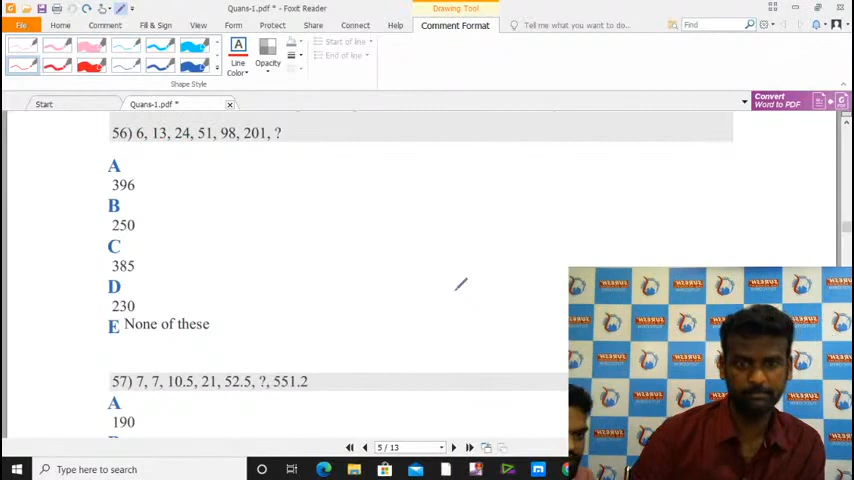 Quans-1.pdf * - Foxit Reader
Drawing Tool
File
Home
Comment
Fill & Sign
View
Form
Protect
Share
Connect
Help
Comment Format
Tell me what you want to do...
Find
Line
Color
Opacity
Start of line
End of line
Shape Style
Start
Quans-1.pdf *
Convert
Word to PDF
56) 6, 13, 24, 51, 98, 201, ?
A
396
B
250
C
385
D
230
E None of these
57) 7, 7, 10.5, 21, 52.5, ?, 551.2
A
190
5 / 13
Type here to search